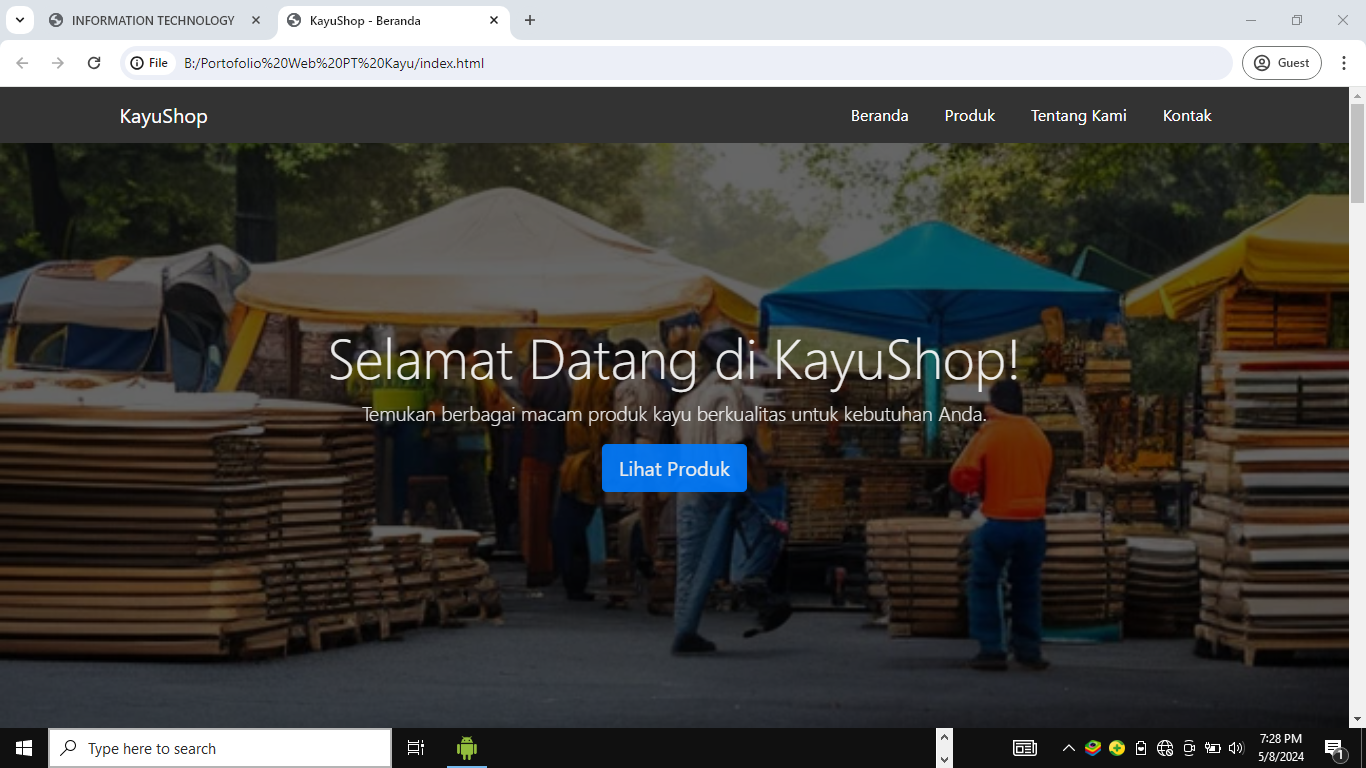 INFORMATION TECHNOLOGY
KayuShop - Beranda
File
B:/Portofolio%20Web%20PT%20Kayu/index.html
Guest
KayuShop
Beranda
Produk
Tentang Kami
Kontak
Selamat Datang di KayuShop!
Temukan berbagai macam produk kayu berkualitas untuk kebutuhan Anda.
Lihat Produk
Type here to search
7:28 PM
5/8/2024
1